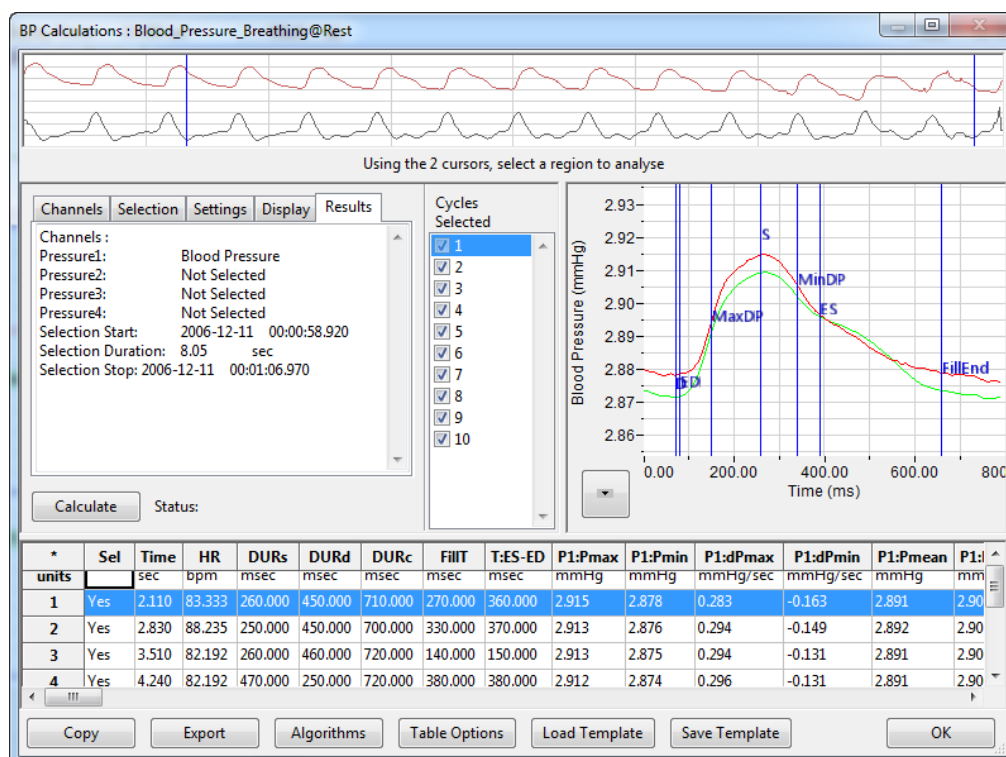 BP Calculations : Blood_Pressure_Breathing@Rest
Using the 2 cursors, select a region to analyse
Channels Selection Settings Display Results
Channels :
Pressure1: Blood Pressure
Pressure2: Not Selected
Pressure3: Not Selected
Pressure4: Not Selected
Selection Start: 2006-12-11 00:00:58.920
Selection Duration: 8.05 sec
Selection Stop: 2006-12-11 00:01:06.970
Calculate Status:
Cycles
Selected
1
2
3
4
5
6
7
8
9
10
Blood Pressure (mmHg)
2.93
2.92
2.91
2.90
2.89
2.88
2.87
2.86
S
MinDP
ES
MaxDP
FillEnd
ED
0.00 200.00 400.00 600.00 800
Time (ms)
* Sel Time HR DURs DURd DURc FillT T:ES-ED P1:Pmax P1:Pmin P1:dPmax P1:dPmin P1:Pmean
units sec bpm msec msec msec msec msec mmHg mmHg mmHg/sec mmHg/sec mmHg
1 Yes 2.110 83.333 260.000 450.000 710.000 270.000 360.000 2.915 2.878 0.283 -0.163 2.891 2.90
2 Yes 2.830 88.235 250.000 450.000 700.000 330.000 370.000 2.913 2.876 0.294 -0.149 2.892 2.90
3 Yes 3.510 82.192 260.000 460.000 720.000 140.000 150.000 2.913 2.875 0.294 -0.131 2.891 2.90
4 Yes 4.240 82.192 470.000 250.000 720.000 380.000 380.000 2.912 2.874 0.296 -0.131 2.891 2.90
Copy Export Algorithms Table Options Load Template Save Template OK